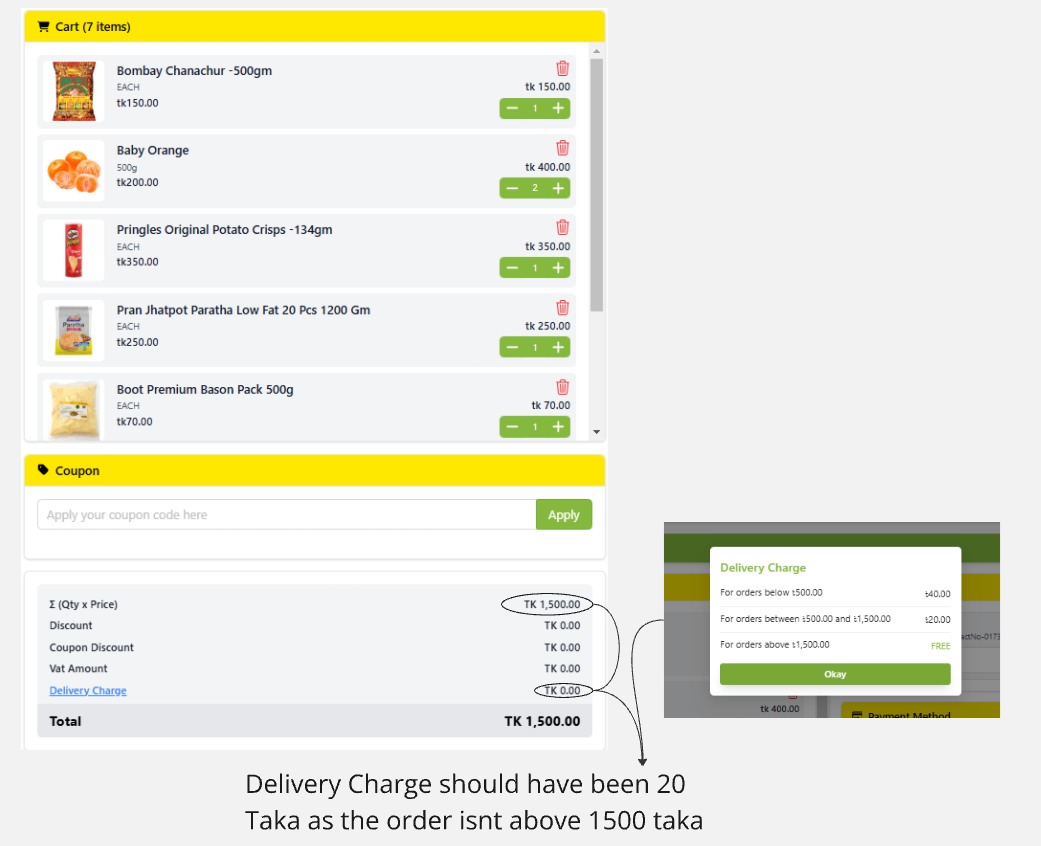 Cart (7 items)
Bombay Chanachur -500gm
EACH
tk 150.00
tk150.00
1
Baby Orange
500g
tk 400.00
tk200.00
2
Pringles Original Potato Crisps -134gm
EACH
tk 350.00
tk350.00
1
Pran Jhatpot Paratha Low Fat 20 Pcs 1200 Gm
EACH
tk 250.00
tk250.00
1
Paratha
Boot Premium Bason Pack 500g
EACH
tk 70.00
tk70.00
1
Coupon
Apply your coupon code here
Apply
Σ (Qty x Price) TK 1,500.00
Discount TK 0.00
Coupon Discount TK 0.00
Vat Amount TK 0.00
Delivery Charge TK 0.00
Total TK 1,500.00
Delivery Charge
For orders below ৳500.00 ৳40.00
For orders between ৳500.00 and ৳1,500.00 ৳20.00
For orders above ৳1,500.00 FREE
Okay
actNo-0173
tk 400.00
Payment Method
Delivery Charge should have been 20
Taka as the order isnt above 1500 taka